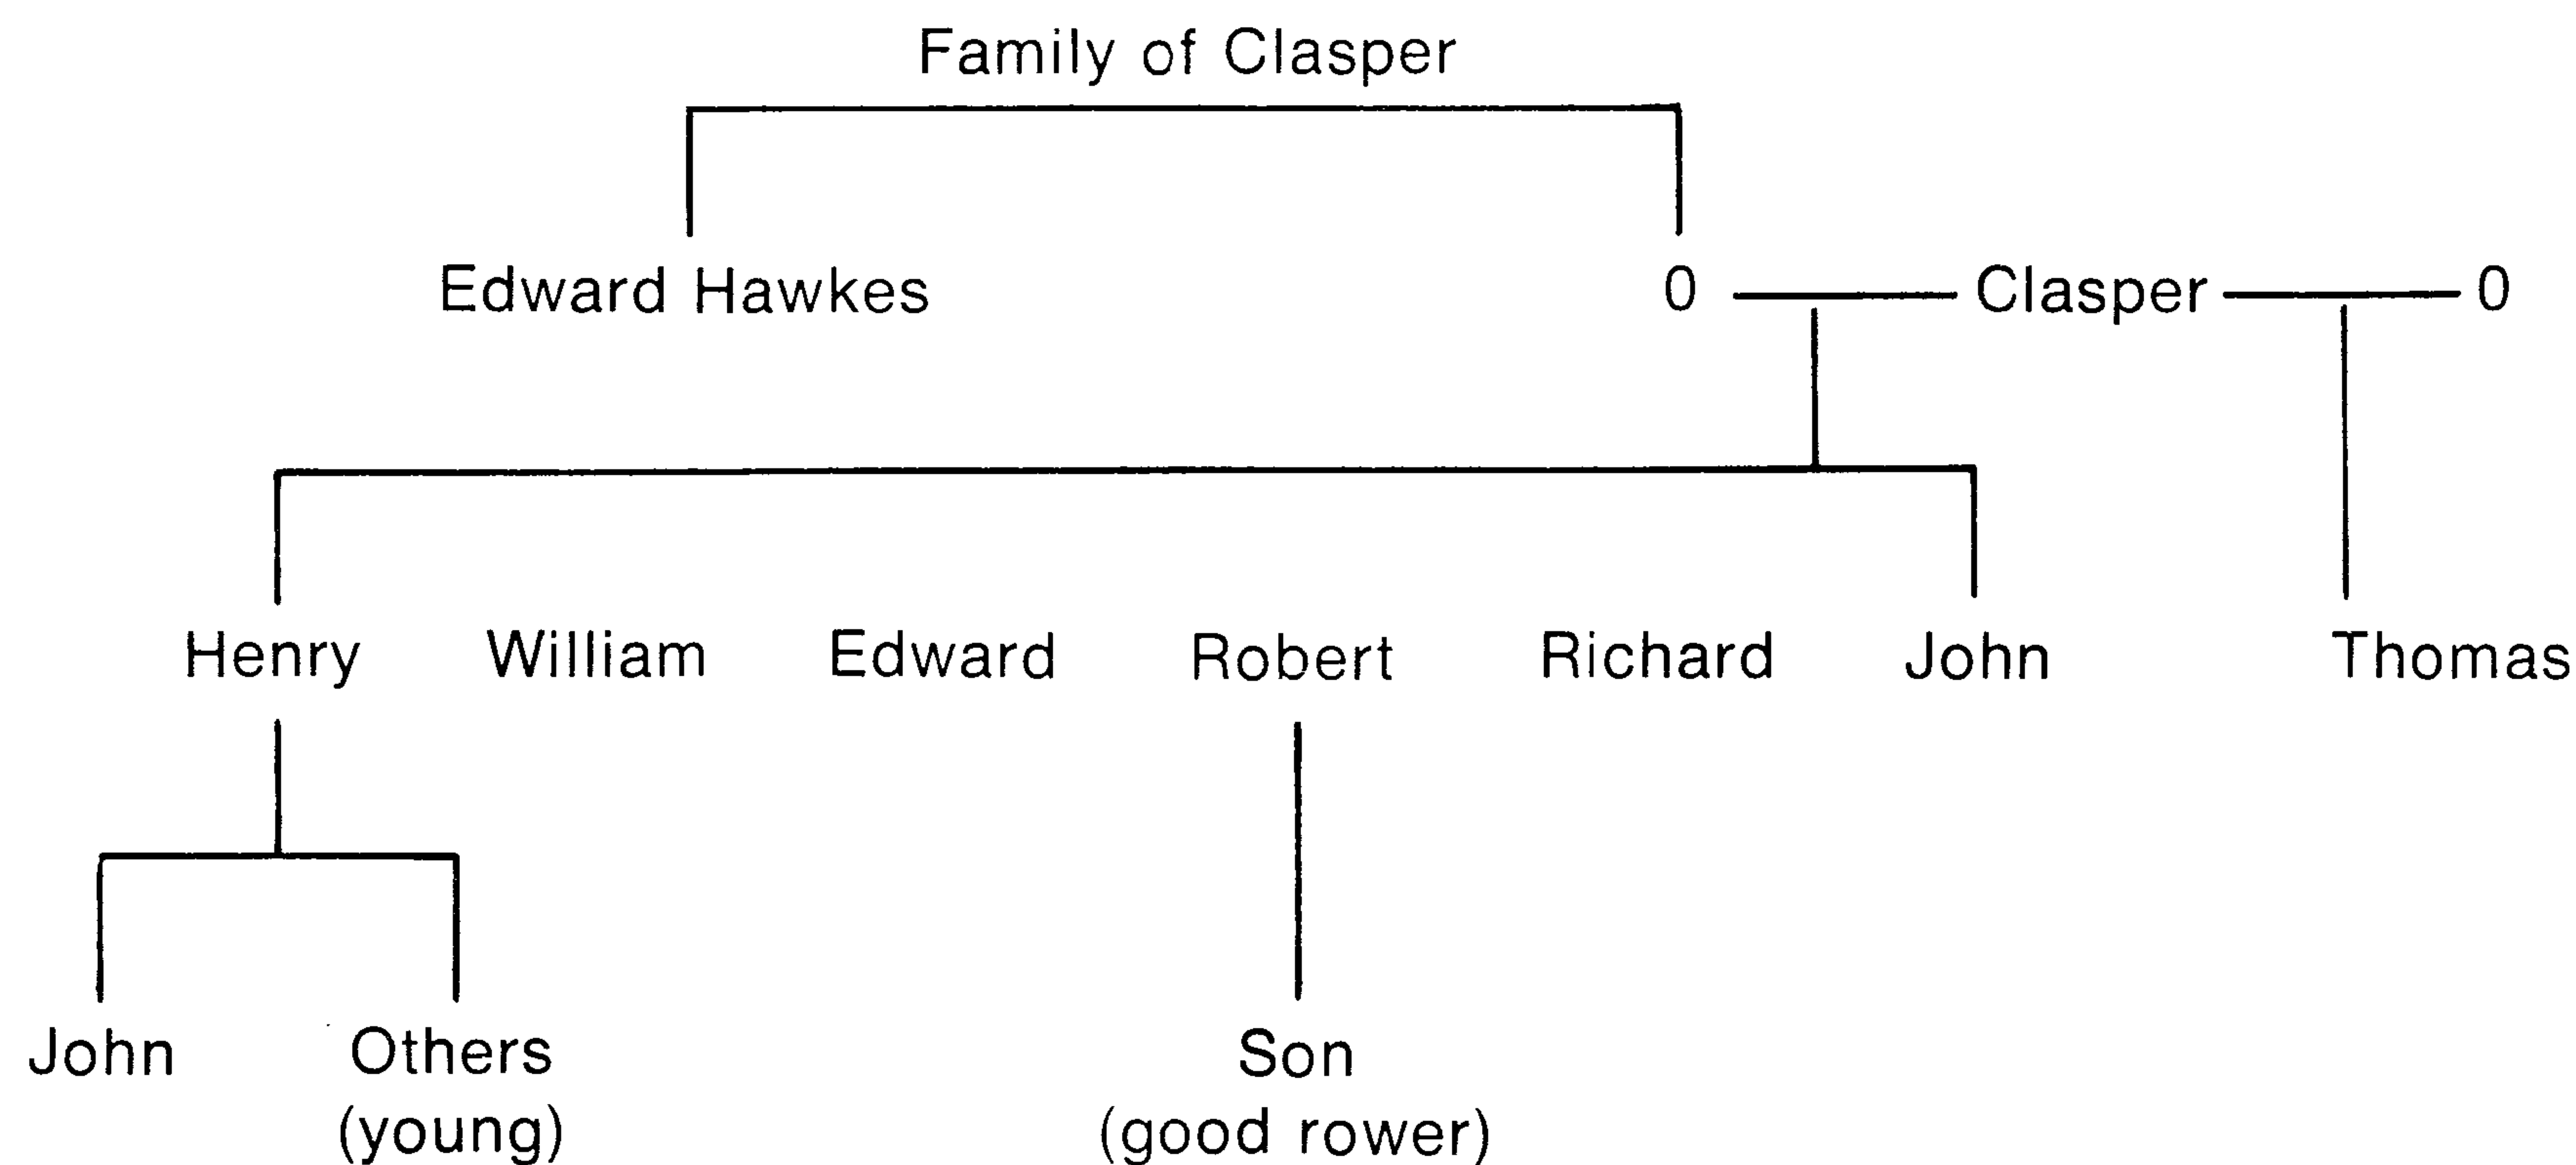 Family of Clasper
Edward Hawkes 0 Clasper 0
Henry William Edward Robert Richard John Thomas
John Others Son
(young) (good rower)